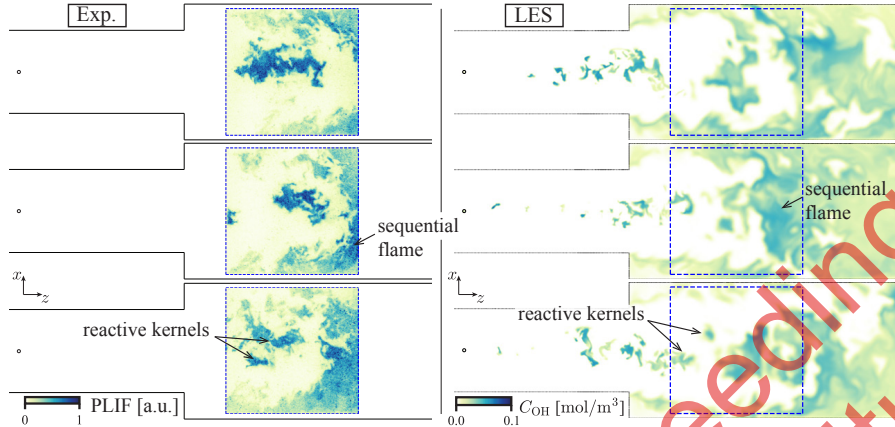 Exp.
LES
sequential
flame
sequential
flame
x
z
reactive kernels
reactive kernels
0 1 PLIF [a.u.]
0.0 0.1 C_OH [mol/m³]